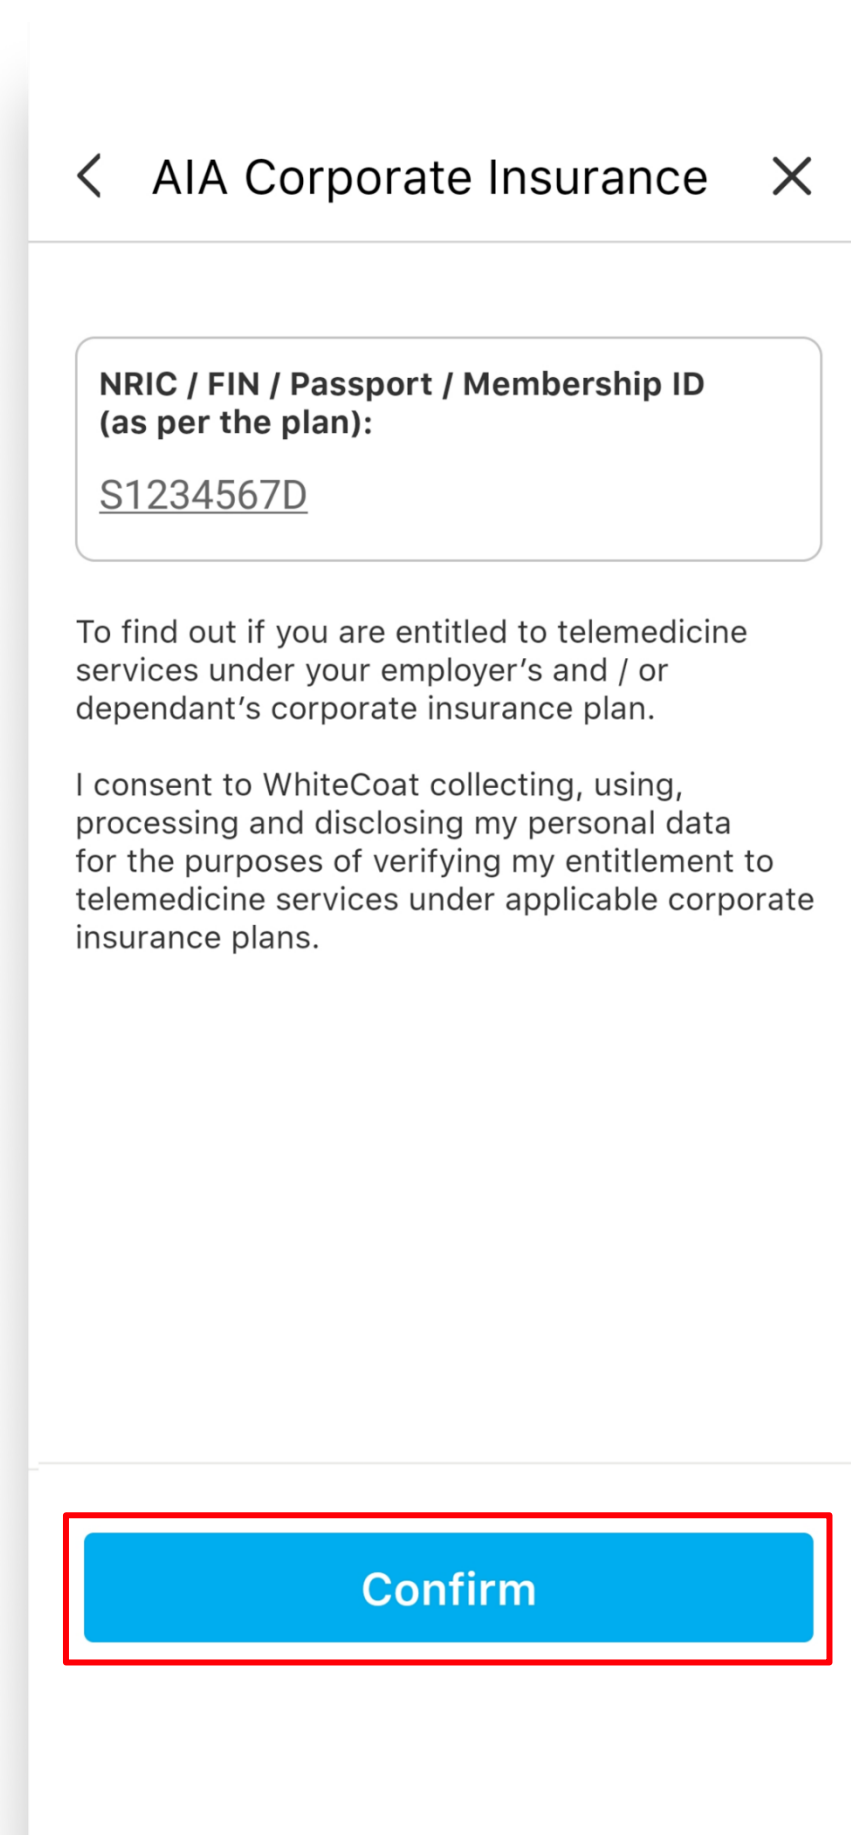 AIA Corporate Insurance
NRIC / FIN / Passport / Membership ID
(as per the plan):
S1234567D
To find out if you are entitled to telemedicine
services under your employer’s and / or
dependant’s corporate insurance plan.
I consent to WhiteCoat collecting, using,
processing and disclosing my personal data
for the purposes of verifying my entitlement to
telemedicine services under applicable corporate
insurance plans.
Confirm